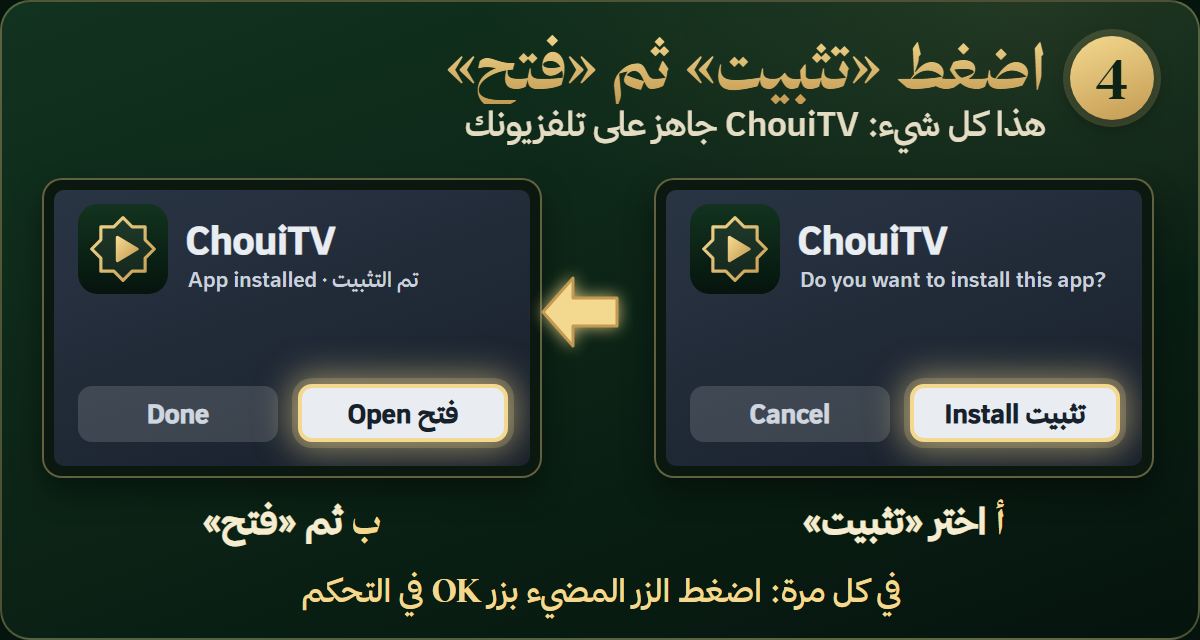 4
اضغط «تثبيت» ثم «فتح»
هذا كل شيء: ChouiTV جاهز على تلفزيونك
ChouiTV
Do you want to install this app?
Cancel
Install تثبيت
أ اختر «تثبيت»
ChouiTV
App installed · تم التثبيت
Done
Open فتح
ب ثم «فتح»
في كل مرة: اضغط الزر المضيء بزر OK في التحكم